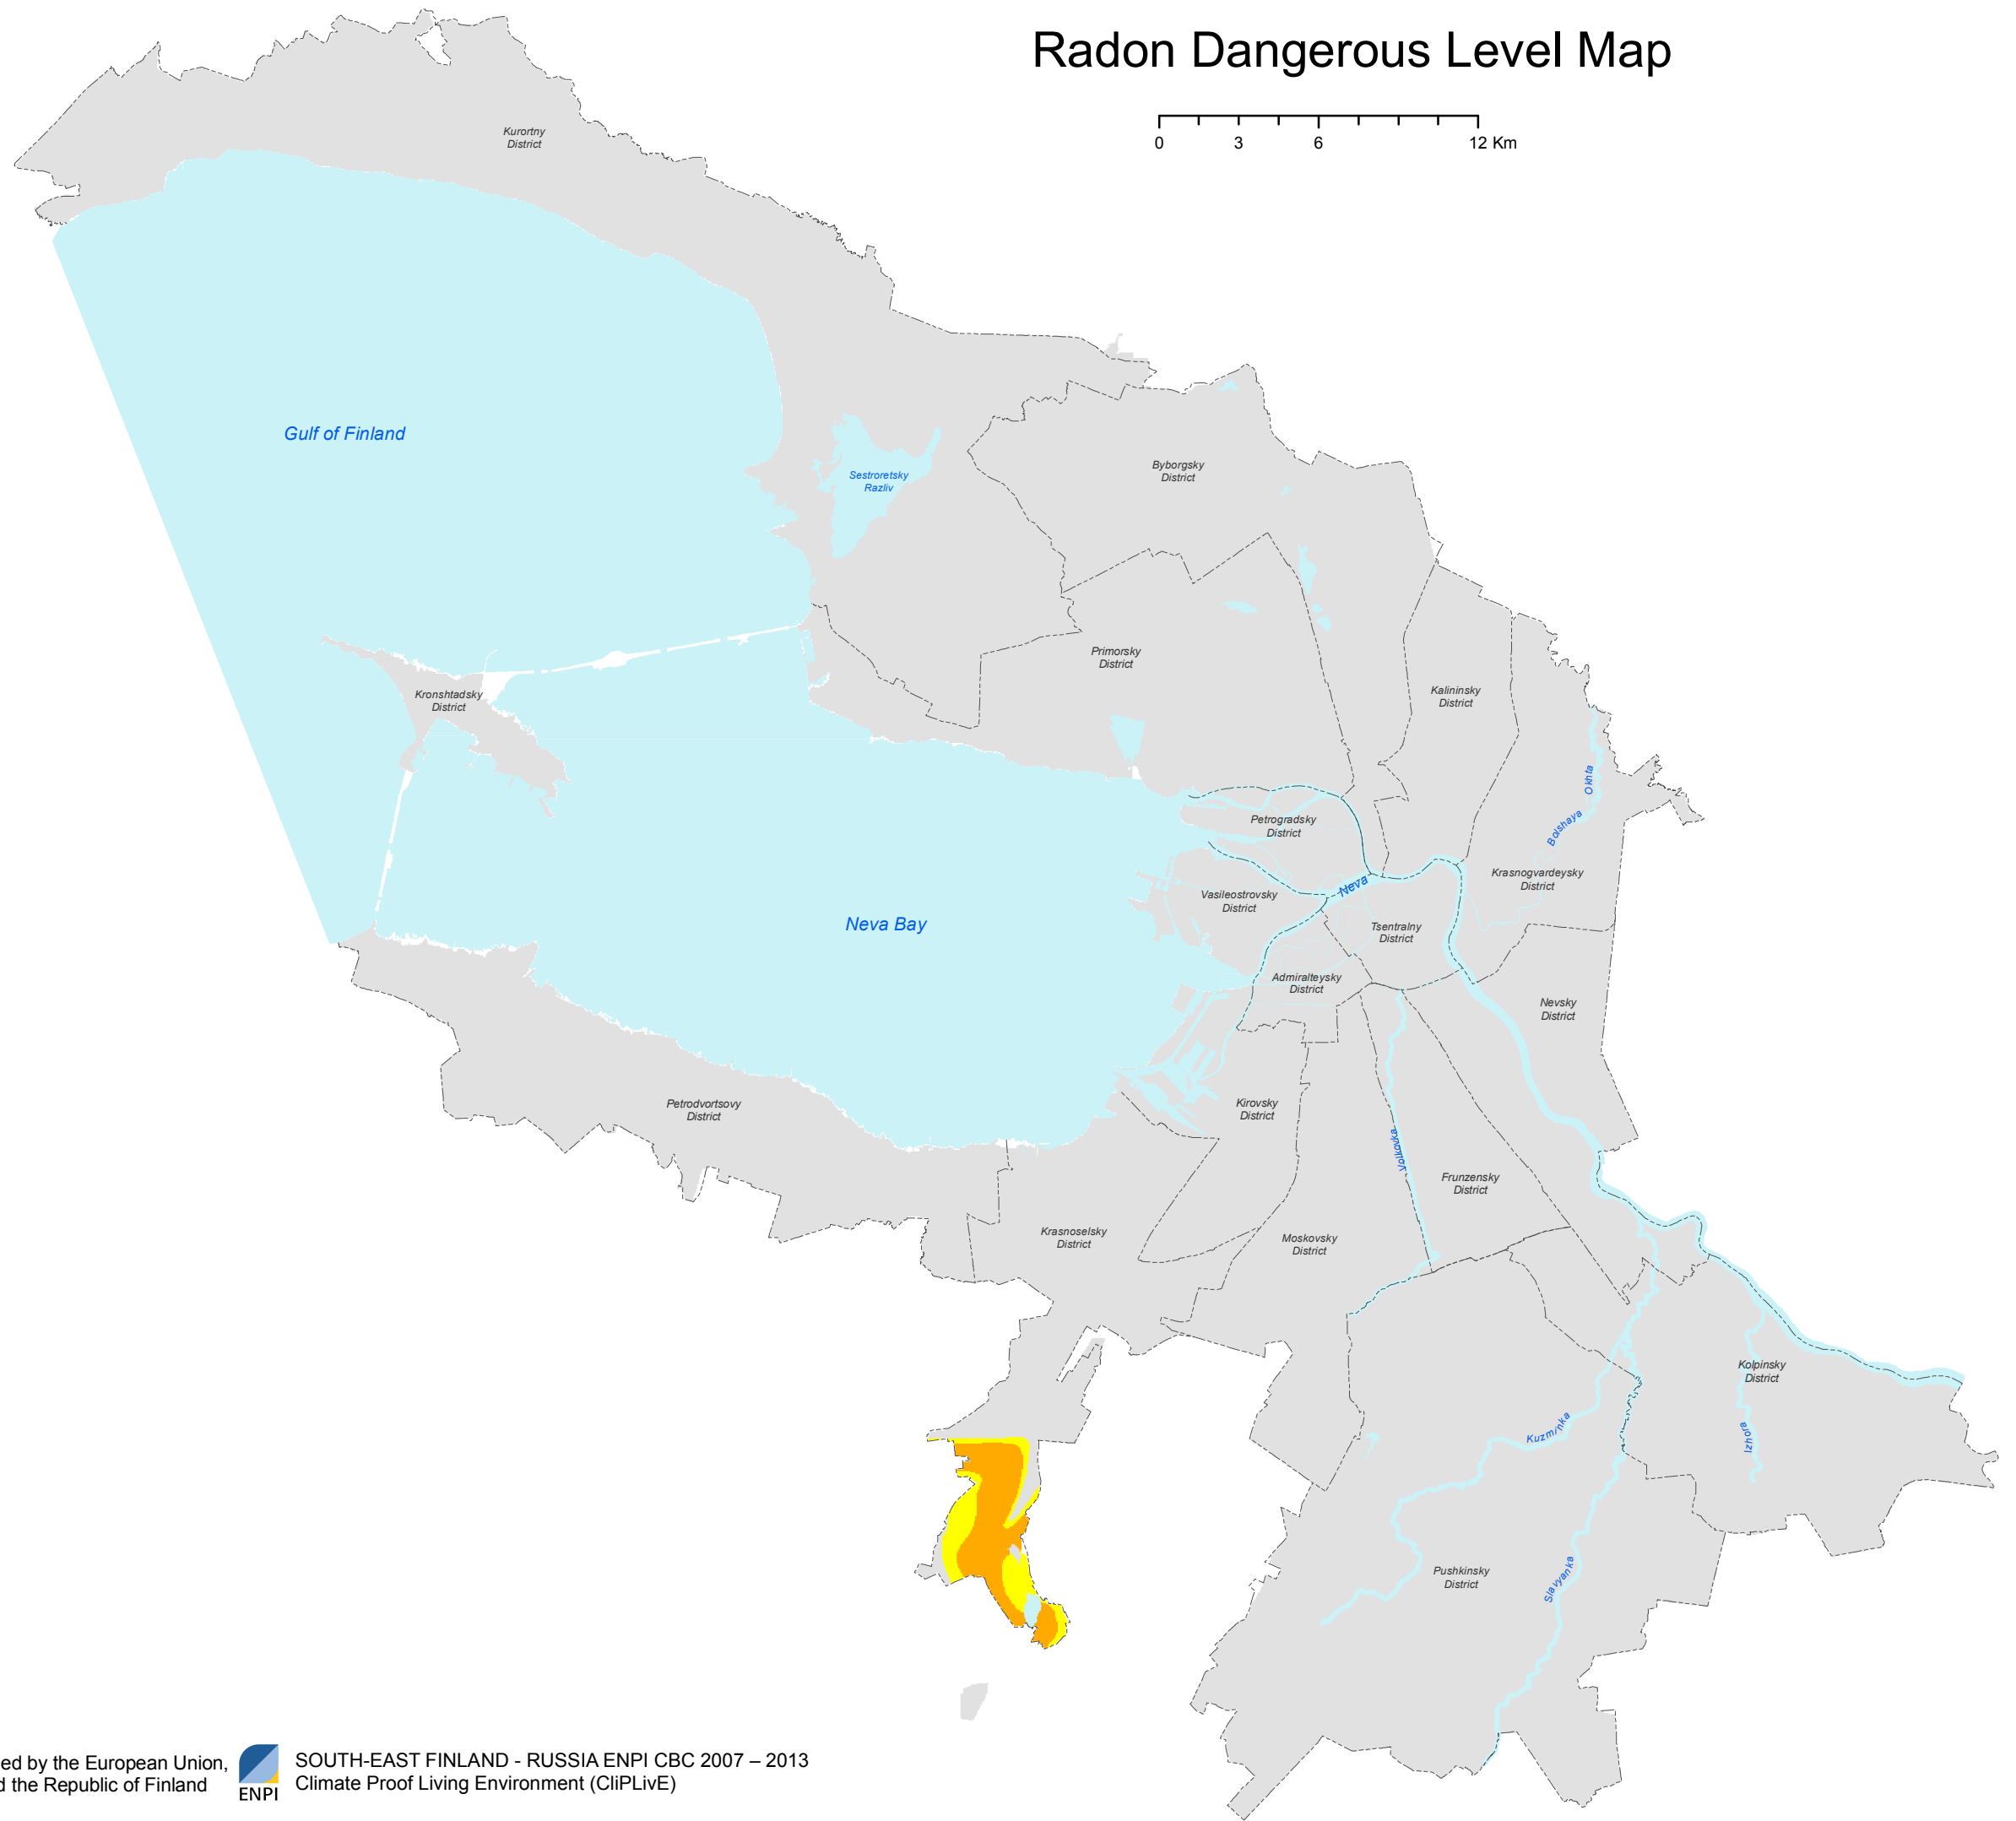 Radon Dangerous Level Map
0 3 6 12 Km
Kurortny
District
Gulf of Finland
Sestroretsky
Razliv
Byborgsky
District
Primorsky
District
Kronshtadsky
District
Kalininsky
District
Okhta
Bolshaya
Petrogradsky
District
Krasnogvardeysky
District
Neva
Vasileostrovsky
District
Neva Bay
Tsentralny
District
Admiralteysky
District
Nevsky
District
Petrodvortsovy
District
Kirovsky
District
Volkovka
Frunzensky
District
Krasnoselsky
District
Moskovsky
District
Kolpinsky
District
Kuzminka
Izhora
Pushkinsky
District
Slavyanka
ed by the European Union,
d the Republic of Finland
ENPI
SOUTH-EAST FINLAND - RUSSIA ENPI CBC 2007 – 2013
Climate Proof Living Environment (CliPLivE)